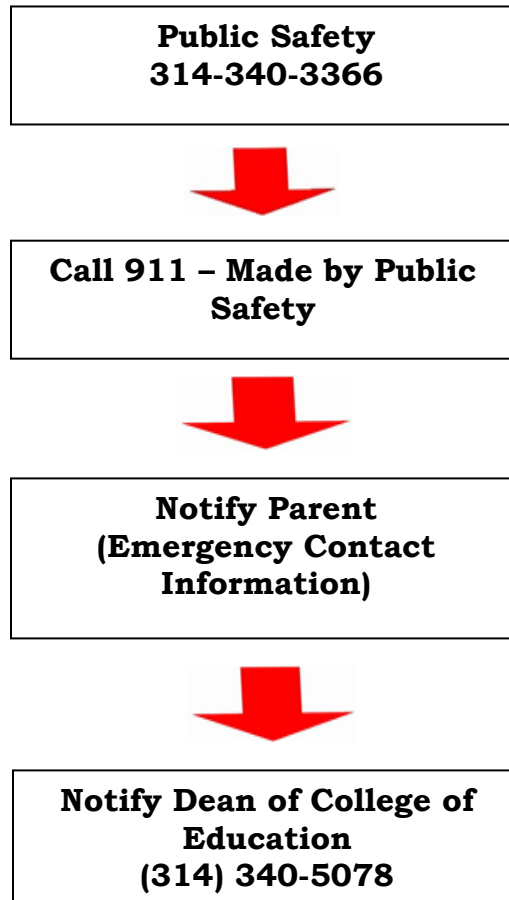 Public Safety
314-340-3366
Call 911 – Made by Public
Safety
Notify Parent
(Emergency Contact
Information)
Notify Dean of College of
Education
(314) 340-5078